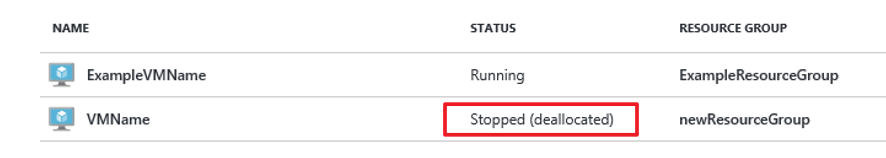 NAME STATUS RESOURCE GROUP
ExampleVMName Running ExampleResourceGroup
VMName Stopped (deallocated) newResourceGroup